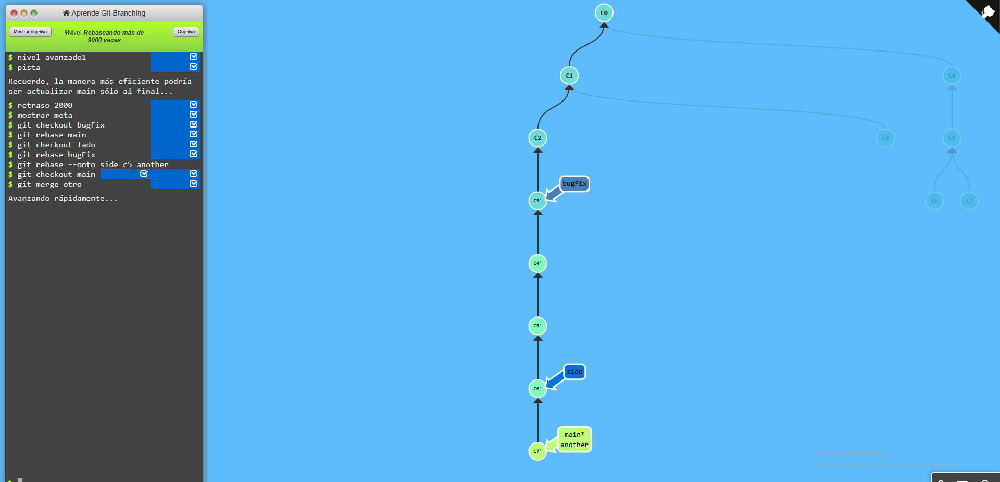 Aprende Git Branching
Mostrar objetivo
Nivel Rebaseando más de
9000 veces
Objetivo
$ nivel avanzado1
$ pista
Recuerde, la manera más eficiente podría
ser actualizar main sólo al final...
$ retraso 2000
$ mostrar meta
$ git checkout bugFix
$ git rebase main
$ git checkout lado
$ git rebase bugFix
$ git rebase --onto side c5 another
$ git checkout main
$ git merge otro
Avanzando rápidamente...
$
C0
C1
C4
C2
C3
C5
bugFix
C3'
C6
C7
C4'
C5'
side
C6'
main*
another
C7'
Activar Windows